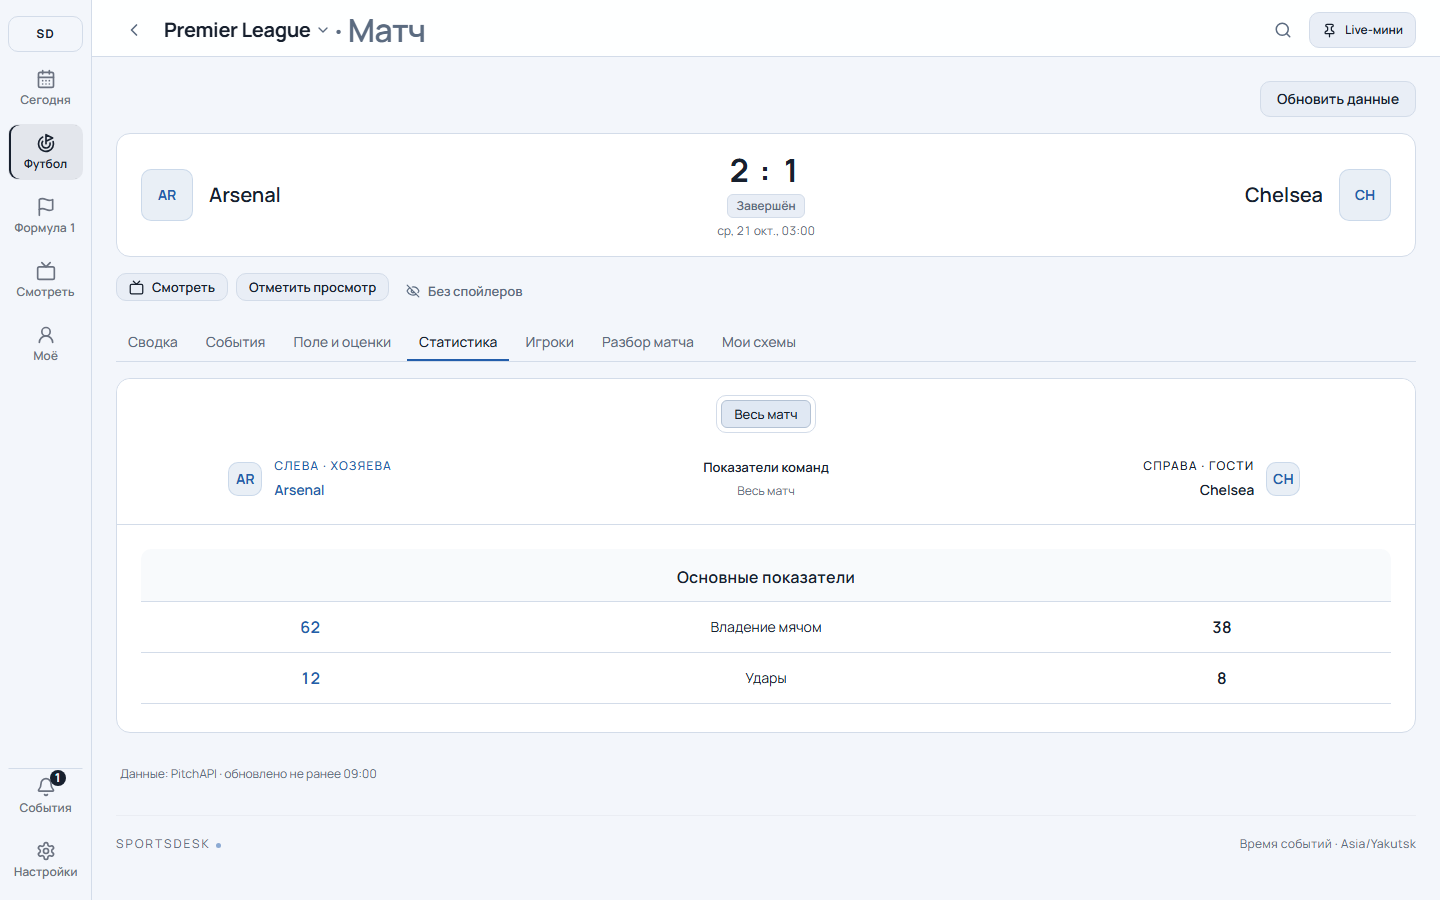 SD
Сегодня
Футбол
Формула 1
Смотреть
Моё
1
События
Настройки
Premier League · Матч
Live-мини
Обновить данные
AR Arsenal
2 : 1
Завершён
ср, 21 окт., 03:00
Chelsea CH
Смотреть
Отметить просмотр
Без спойлеров
Сводка События Поле и оценки Статистика Игроки Разбор матча Мои схемы
Весь матч
AR
СЛЕВА · ХОЗЯЕВА
Arsenal
Показатели команд
Весь матч
СПРАВА · ГОСТИ
Chelsea
CH
Основные показатели
62 Владение мячом 38
12 Удары 8
Данные: PitchAPI · обновлено не ранее 09:00
SPORTSDESK
Время событий · Asia/Yakutsk